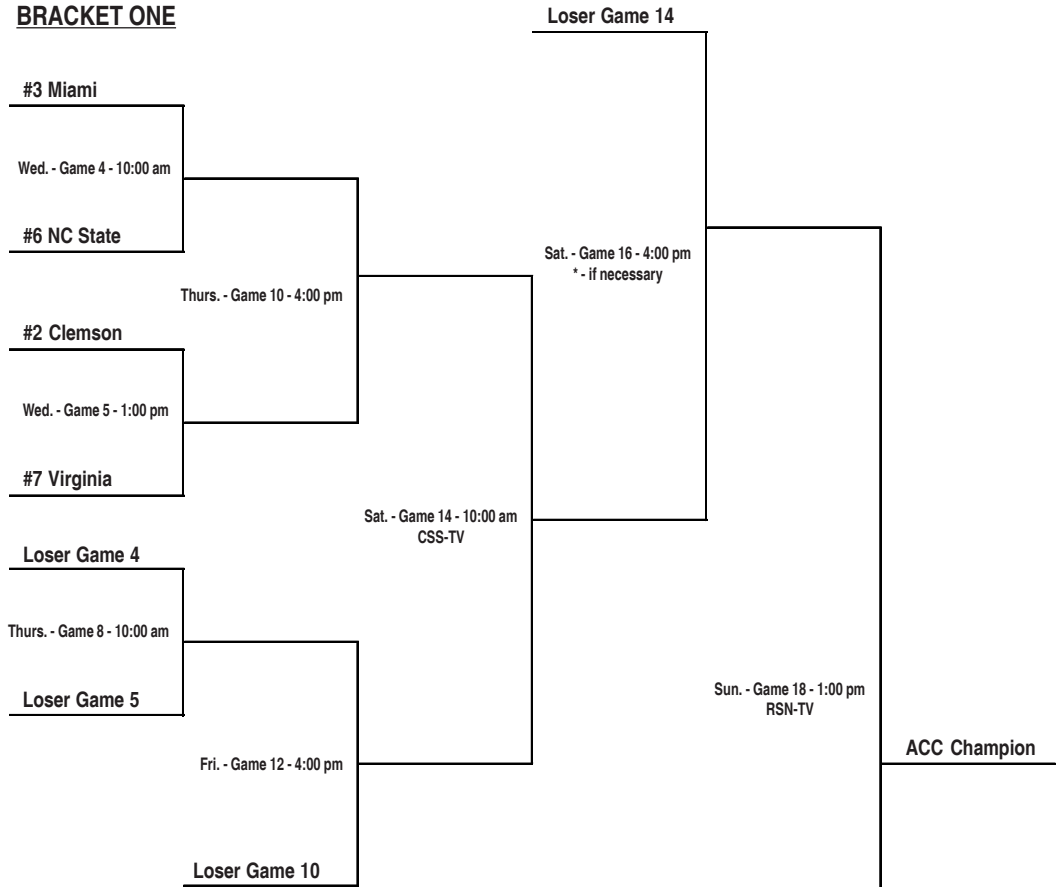 BRACKET ONE
Loser Game 14
#3 Miami
Wed. - Game 4 - 10:00 am
#6 NC State
Sat. - Game 16 - 4:00 pm
* - if necessary
Thurs. - Game 10 - 4:00 pm
#2 Clemson
Wed. - Game 5 - 1:00 pm
#7 Virginia
Sat. - Game 14 - 10:00 am
CSS-TV
Loser Game 4
Thurs. - Game 8 - 10:00 am
Loser Game 5
Sun. - Game 18 - 1:00 pm
RSN-TV
ACC Champion
Fri. - Game 12 - 4:00 pm
Loser Game 10